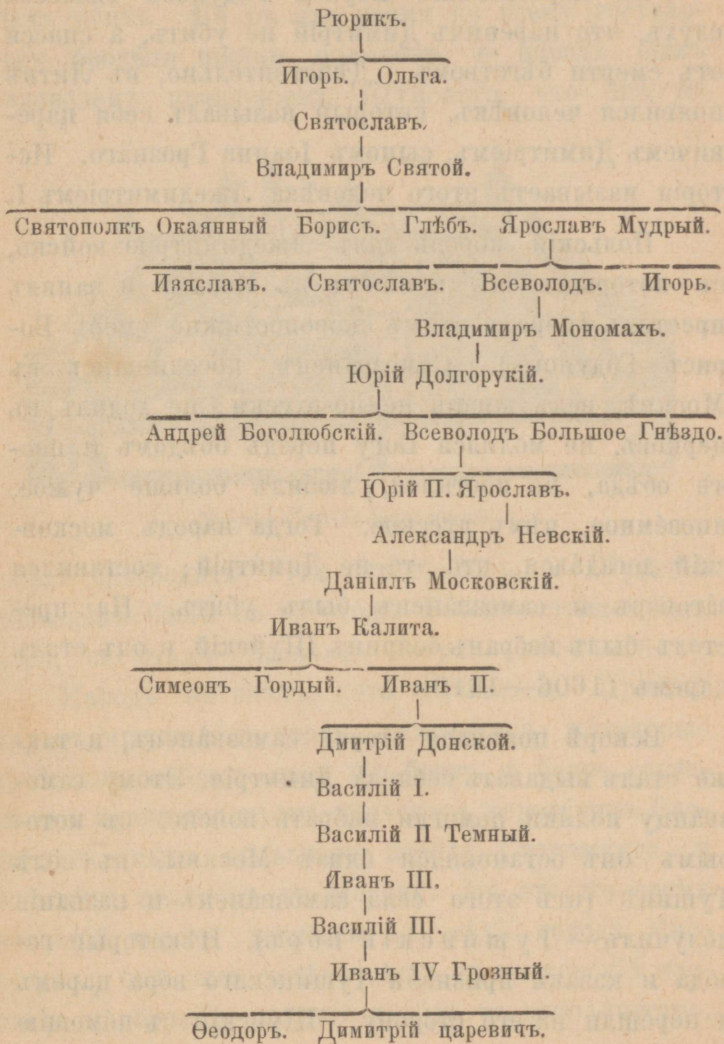 Рюрикъ.
Игорь. Ольга.
Святославъ.
Владимиръ Святой.
Святополкъ Окаянный Борисъ. Глѣбъ. Ярославъ Мудрый.
Изяславъ. Святославъ. Всеволодъ. Игорь.
Владимиръ Мономахъ.
Юрій Долгорукій.
Андрей Боголюбскій. Всеволодъ Большое Гнѣздо.
Юрій П. Ярославъ.
Александръ Невскій.
Даніилъ Московскій.
Иванъ Калита.
Симеонъ Гордый. Иванъ П.
Дмитрій Донской.
Василій I.
Василій II Темный.
Иванъ III.
Василій III.
Иванъ IV Грозный.
Ѳеодоръ. Димитрій царевичъ.